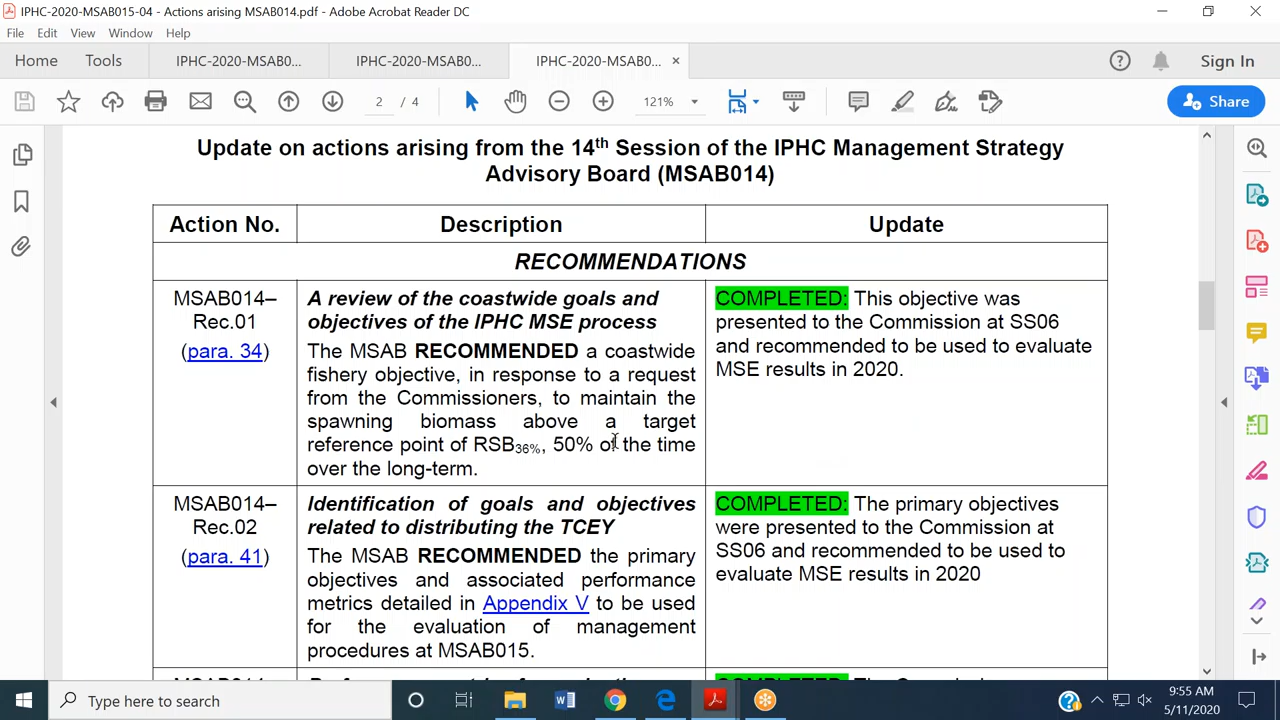 IPHC-2020-MSAB015-04 - Actions arising MSAB014.pdf - Adobe Acrobat Reader DC
File Edit View Window Help
Home Tools IPHC-2020-MSAB0... IPHC-2020-MSAB0... IPHC-2020-MSAB0... × Sign In
2 / 4 121% Share
Update on actions arising from the 14th Session of the IPHC Management Strategy
Advisory Board (MSAB014)
Action No. Description Update
RECOMMENDATIONS
MSAB014–
Rec.01
(para. 34)
A review of the coastwide goals and
objectives of the IPHC MSE process
The MSAB RECOMMENDED a coastwide
fishery objective, in response to a request
from the Commissioners, to maintain the
spawning biomass above a target
reference point of RSB36%, 50% of the time
over the long-term.
COMPLETED: This objective was
presented to the Commission at SS06
and recommended to be used to evaluate
MSE results in 2020.
MSAB014–
Rec.02
(para. 41)
Identification of goals and objectives
related to distributing the TCEY
The MSAB RECOMMENDED the primary
objectives and associated performance
metrics detailed in Appendix V to be used
for the evaluation of management
procedures at MSAB015.
COMPLETED: The primary objectives
were presented to the Commission at
SS06 and recommended to be used to
evaluate MSE results in 2020
Type here to search
9:55 AM
5/11/2020